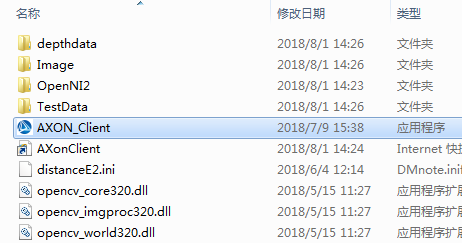 名称 修改日期 类型
depthdata 2018/8/1 14:26 文件夹
Image 2018/8/1 14:26 文件夹
OpenNI2 2018/8/1 14:23 文件夹
TestData 2018/8/1 14:26 文件夹
AXON_Client 2018/7/9 15:38 应用程序
AXonClient 2018/8/1 14:24 Internet 快捷
distanceE2.ini 2018/6/4 12:14 DMnote.ini
opencv_core320.dll 2018/5/15 11:27 应用程序扩展
opencv_imgproc320.dll 2018/5/15 11:27 应用程序扩展
opencv_world320.dll 2018/5/15 11:27 应用程序扩展